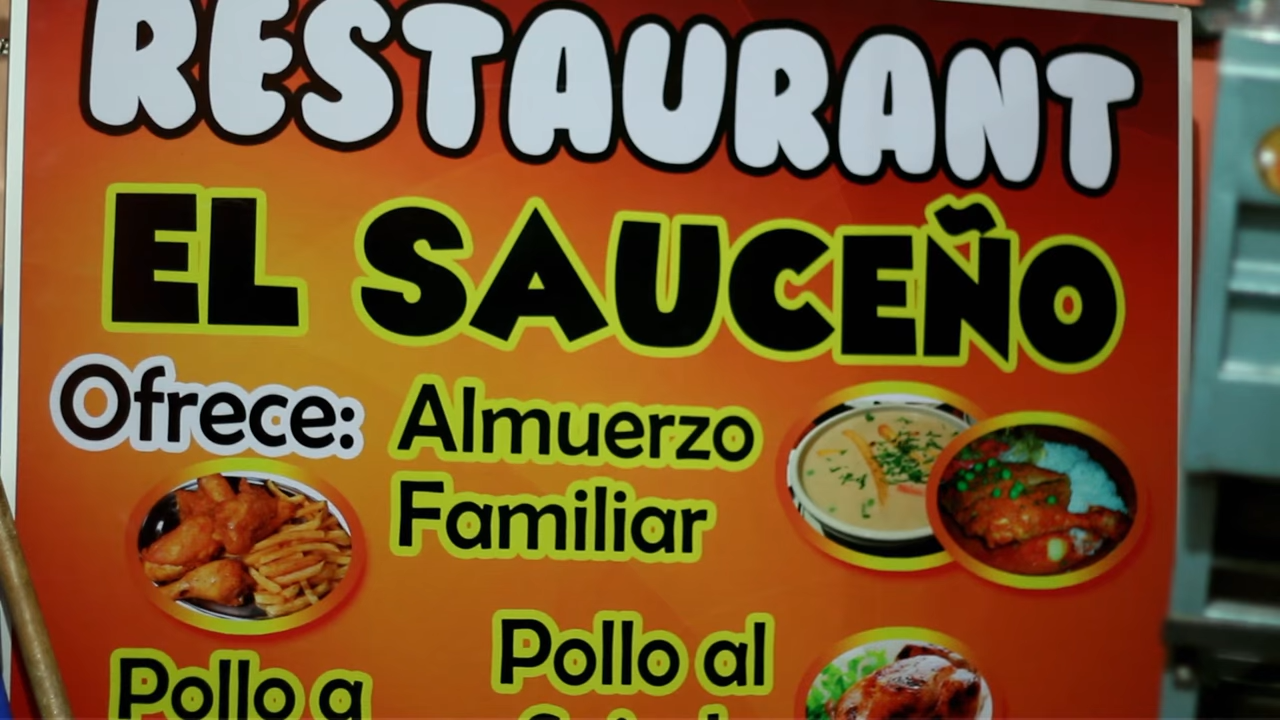 RESTAURANT
EL SAUCEÑO
Ofrece:
Almuerzo
Familiar
Pollo a
Pollo al